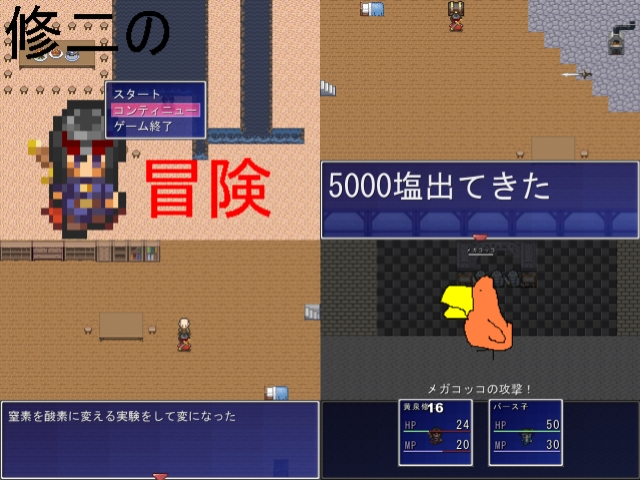 修二の
スタート
コンティニュー
ゲーム終了
冒険
5000塩出てきた
窒素を酸素に変える実験をして変になった
メガコッコ
メガコッコの攻撃！
16
バース子
HP 24
MP 20
HP 50
MP 30